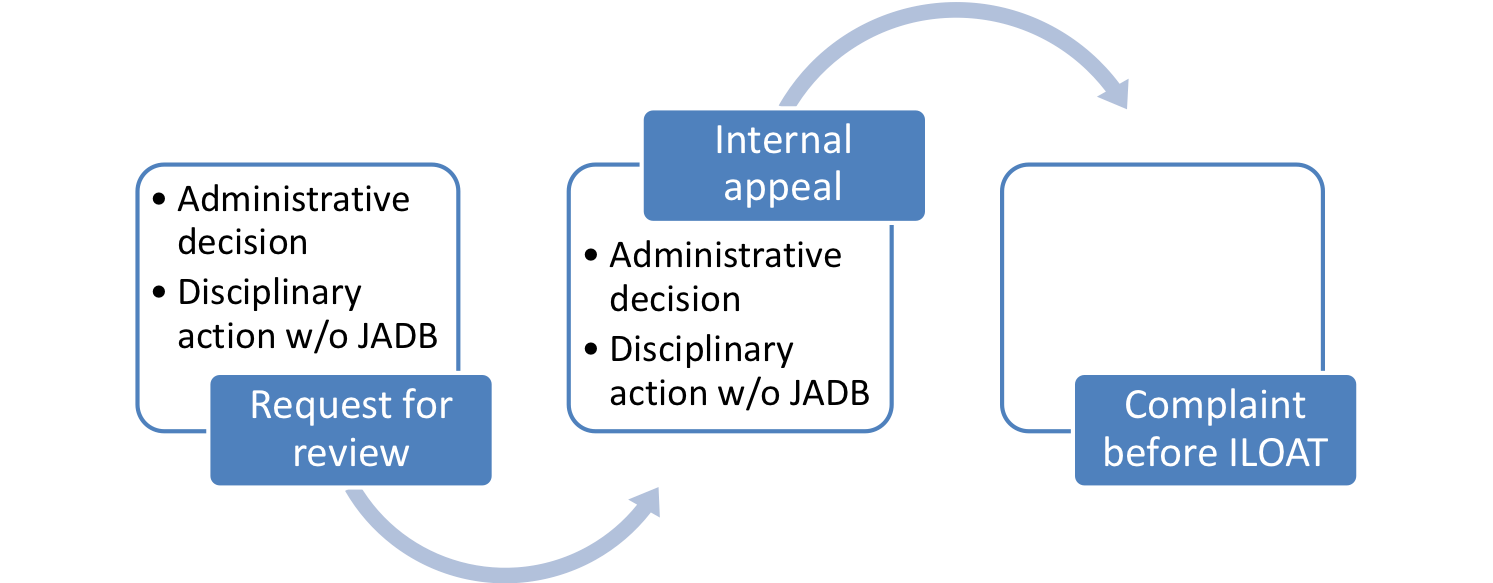 • Administrative
decision
• Disciplinary
action w/o JADB
Request for
review
Internal
appeal
• Administrative
decision
• Disciplinary
action w/o JADB
Complaint
before ILOAT